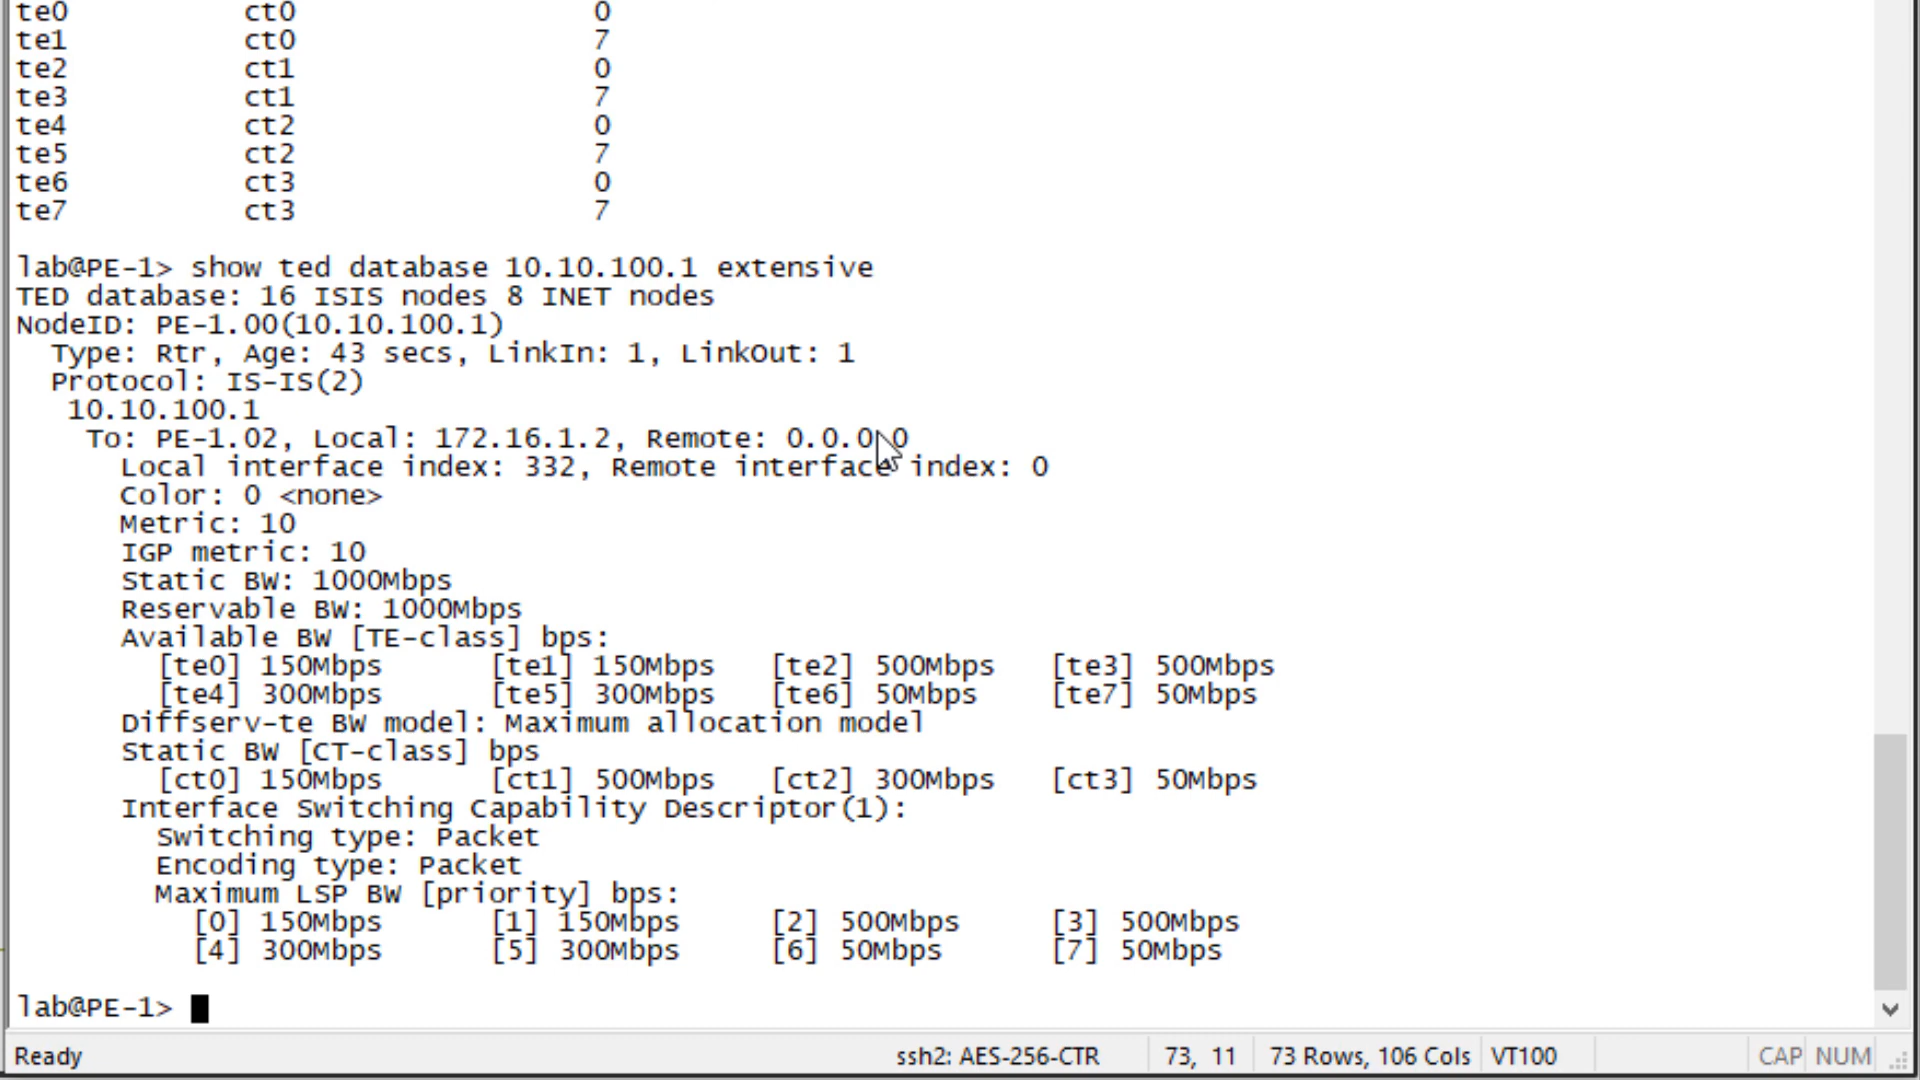 te0 ct0 0
te1 ct0 7
te2 ct1 0
te3 ct1 7
te4 ct2 0
te5 ct2 7
te6 ct3 0
te7 ct3 7
lab@PE-1> show ted database 10.10.100.1 extensive
TED database: 16 ISIS nodes 8 INET nodes
NodeID: PE-1.00(10.10.100.1)
Type: Rtr, Age: 43 secs, LinkIn: 1, LinkOut: 1
Protocol: IS-IS(2)
10.10.100.1
To: PE-1.02, Local: 172.16.1.2, Remote: 0.0.0.0
Local interface index: 332, Remote interface index: 0
Color: 0 <none>
Metric: 10
IGP metric: 10
Static BW: 1000Mbps
Reservable BW: 1000Mbps
Available BW [TE-class] bps:
[te0] 150Mbps [te1] 150Mbps [te2] 500Mbps [te3] 500Mbps
[te4] 300Mbps [te5] 300Mbps [te6] 50Mbps [te7] 50Mbps
Diffserv-te BW model: Maximum allocation model
Static BW [CT-class] bps
[ct0] 150Mbps [ct1] 500Mbps [ct2] 300Mbps [ct3] 50Mbps
Interface Switching Capability Descriptor(1):
Switching type: Packet
Encoding type: Packet
Maximum LSP BW [priority] bps:
[0] 150Mbps [1] 150Mbps [2] 500Mbps [3] 500Mbps
[4] 300Mbps [5] 300Mbps [6] 50Mbps [7] 50Mbps
lab@PE-1>
Ready ssh2: AES-256-CTR 73, 11 73 Rows, 106 Cols VT100 CAP NUM